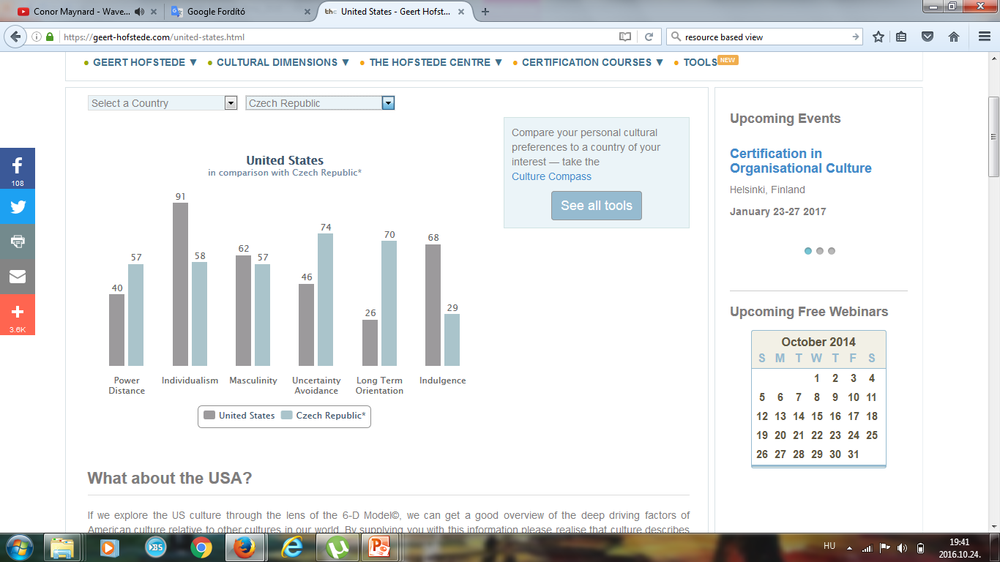 Conor Maynard - Wave...
Google Fordító
thc United States - Geert Hofst...
https://geert-hofstede.com/united-states.html
resource based view
GEERT HOFSTEDE ▼
CULTURAL DIMENSIONS ▼
THE HOFSTEDE CENTRE ▼
CERTIFICATION COURSES ▼
TOOLS NEW
Select a Country
Czech Republic
108
3.6K
United States
in comparison with Czech Republic*
40 57
91 58
62 57
46 74
26 70
68 29
Power
Distance
Individualism
Masculinity
Uncertainty
Avoidance
Long Term
Orientation
Indulgence
United States
Czech Republic*
Compare your personal cultural
preferences to a country of your
interest — take the
Culture Compass
See all tools
What about the USA?
If we explore the US culture through the lens of the 6-D Model©, we can get a good overview of the deep driving factors of
American culture relative to other cultures in our world. By supplying you with this information please realise that culture describes
Upcoming Events
Certification in
Organisational Culture
Helsinki, Finland
January 23-27 2017
Upcoming Free Webinars
October 2014
S M T W T F S
1 2 3 4
5 6 7 8 9 10 11
12 13 14 15 16 17 18
19 20 21 22 23 24 25
26 27 28 29 30 31
BS
HU
19:41
2016.10.24.